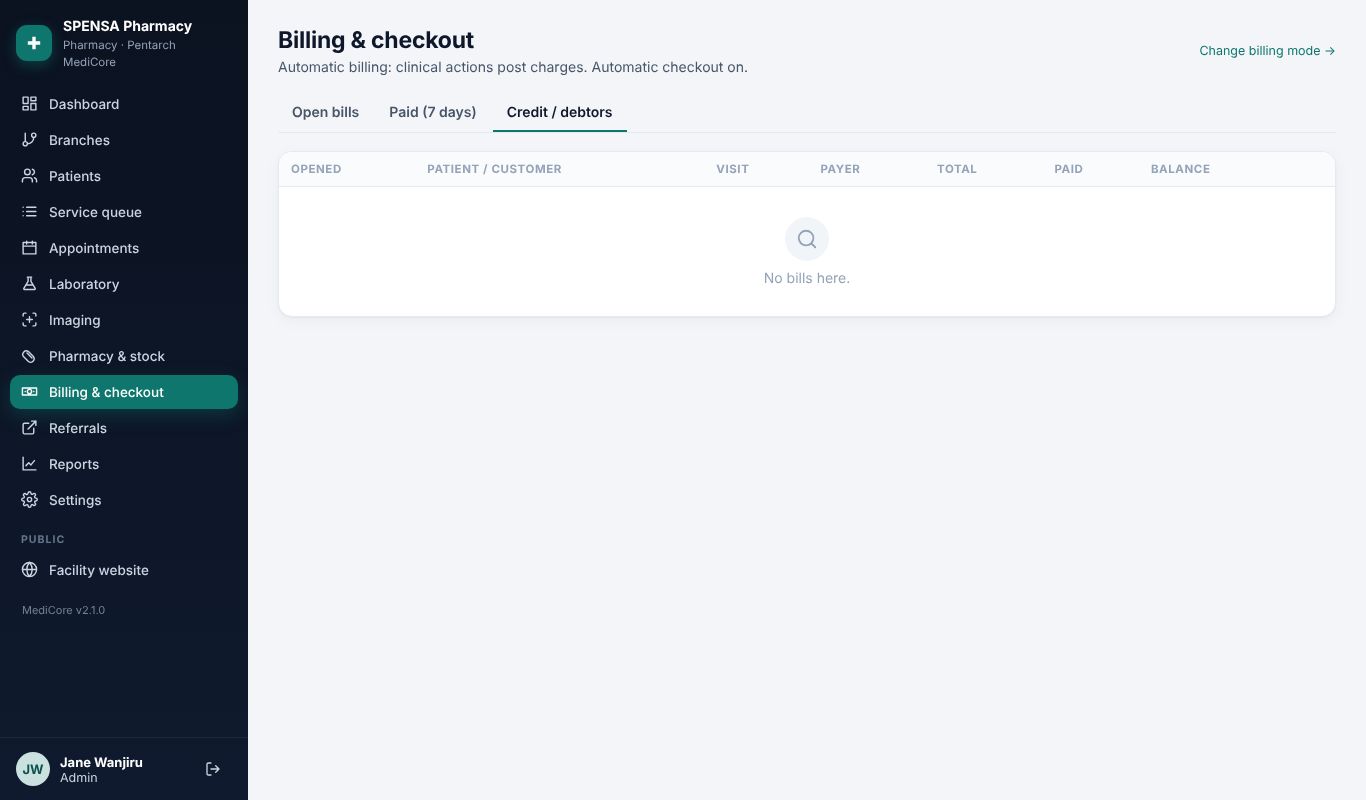 SPENSA Pharmacy
Pharmacy · Pentarch
MediCore
Dashboard
Branches
Patients
Service queue
Appointments
Laboratory
Imaging
Pharmacy & stock
Billing & checkout
Referrals
Reports
Settings
PUBLIC
Facility website
MediCore v2.1.0
JW
Jane Wanjiru
Admin
Billing & checkout
Automatic billing: clinical actions post charges. Automatic checkout on.
Change billing mode →
Open bills Paid (7 days) Credit / debtors
OPENED PATIENT / CUSTOMER VISIT PAYER TOTAL PAID BALANCE
No bills here.